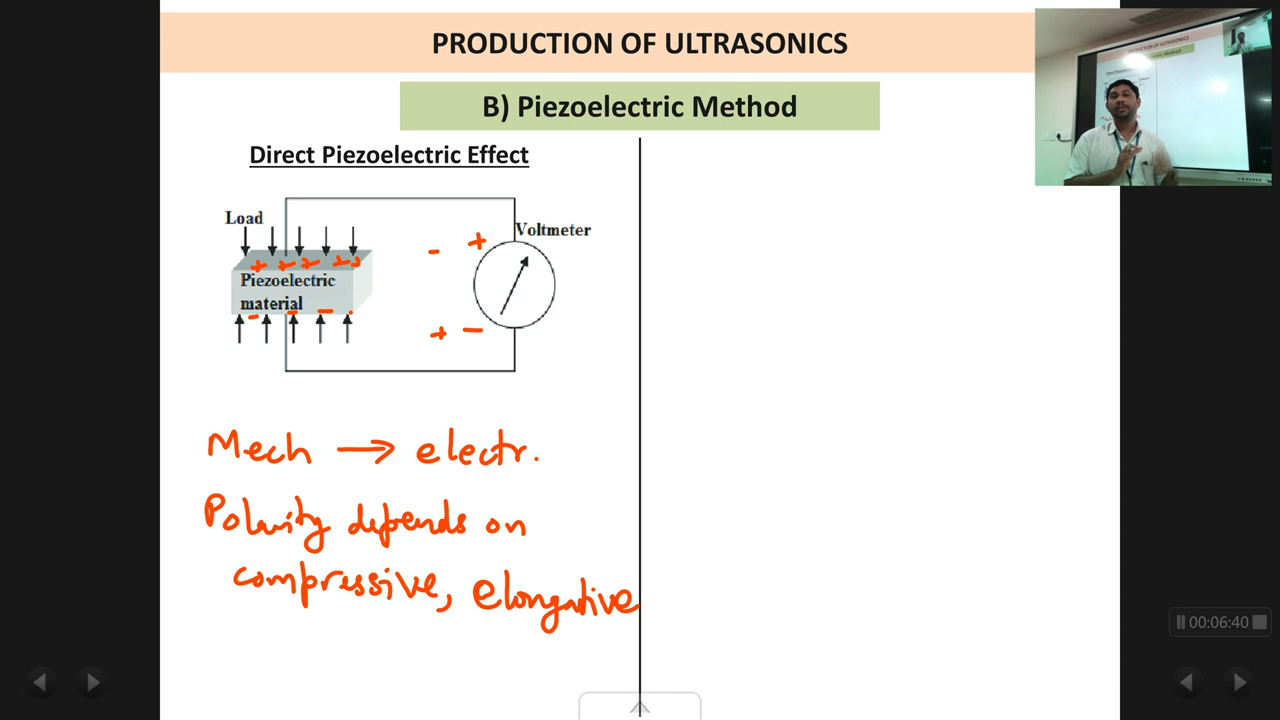 PRODUCTION OF ULTRASONICS
B) Piezoelectric Method
Direct Piezoelectric Effect
Load
Voltmeter
- +
+ + + + +
Piezoelectric
material
- - - -
+ -
Mech → electr.
Polarity depends on
compressive, elongative
00:06:40